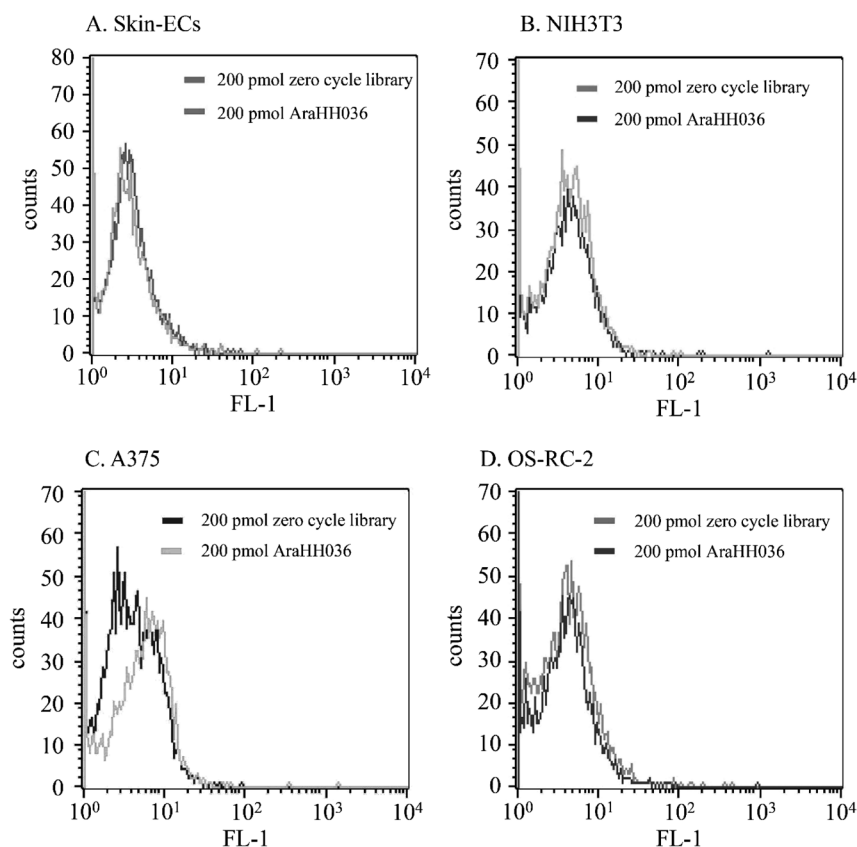 A. Skin-ECs
80
70
60
50
40
30
20
10
0
counts
200 pmol zero cycle library
200 pmol AraHH036
10⁰ 10¹ 10² 10³ 10⁴
FL-1
B. NIH3T3
70
60
50
40
30
20
10
0
counts
200 pmol zero cycle library
200 pmol AraHH036
10⁰ 10¹ 10² 10³ 10⁴
FL-1
C. A375
70
60
50
40
30
20
10
0
counts
200 pmol zero cycle library
200 pmol AraHH036
10⁰ 10¹ 10² 10³ 10⁴
FL-1
D. OS-RC-2
70
60
50
40
30
20
10
0
counts
200 pmol zero cycle library
200 pmol AraHH036
10⁰ 10¹ 10² 10³ 10⁴
FL-1